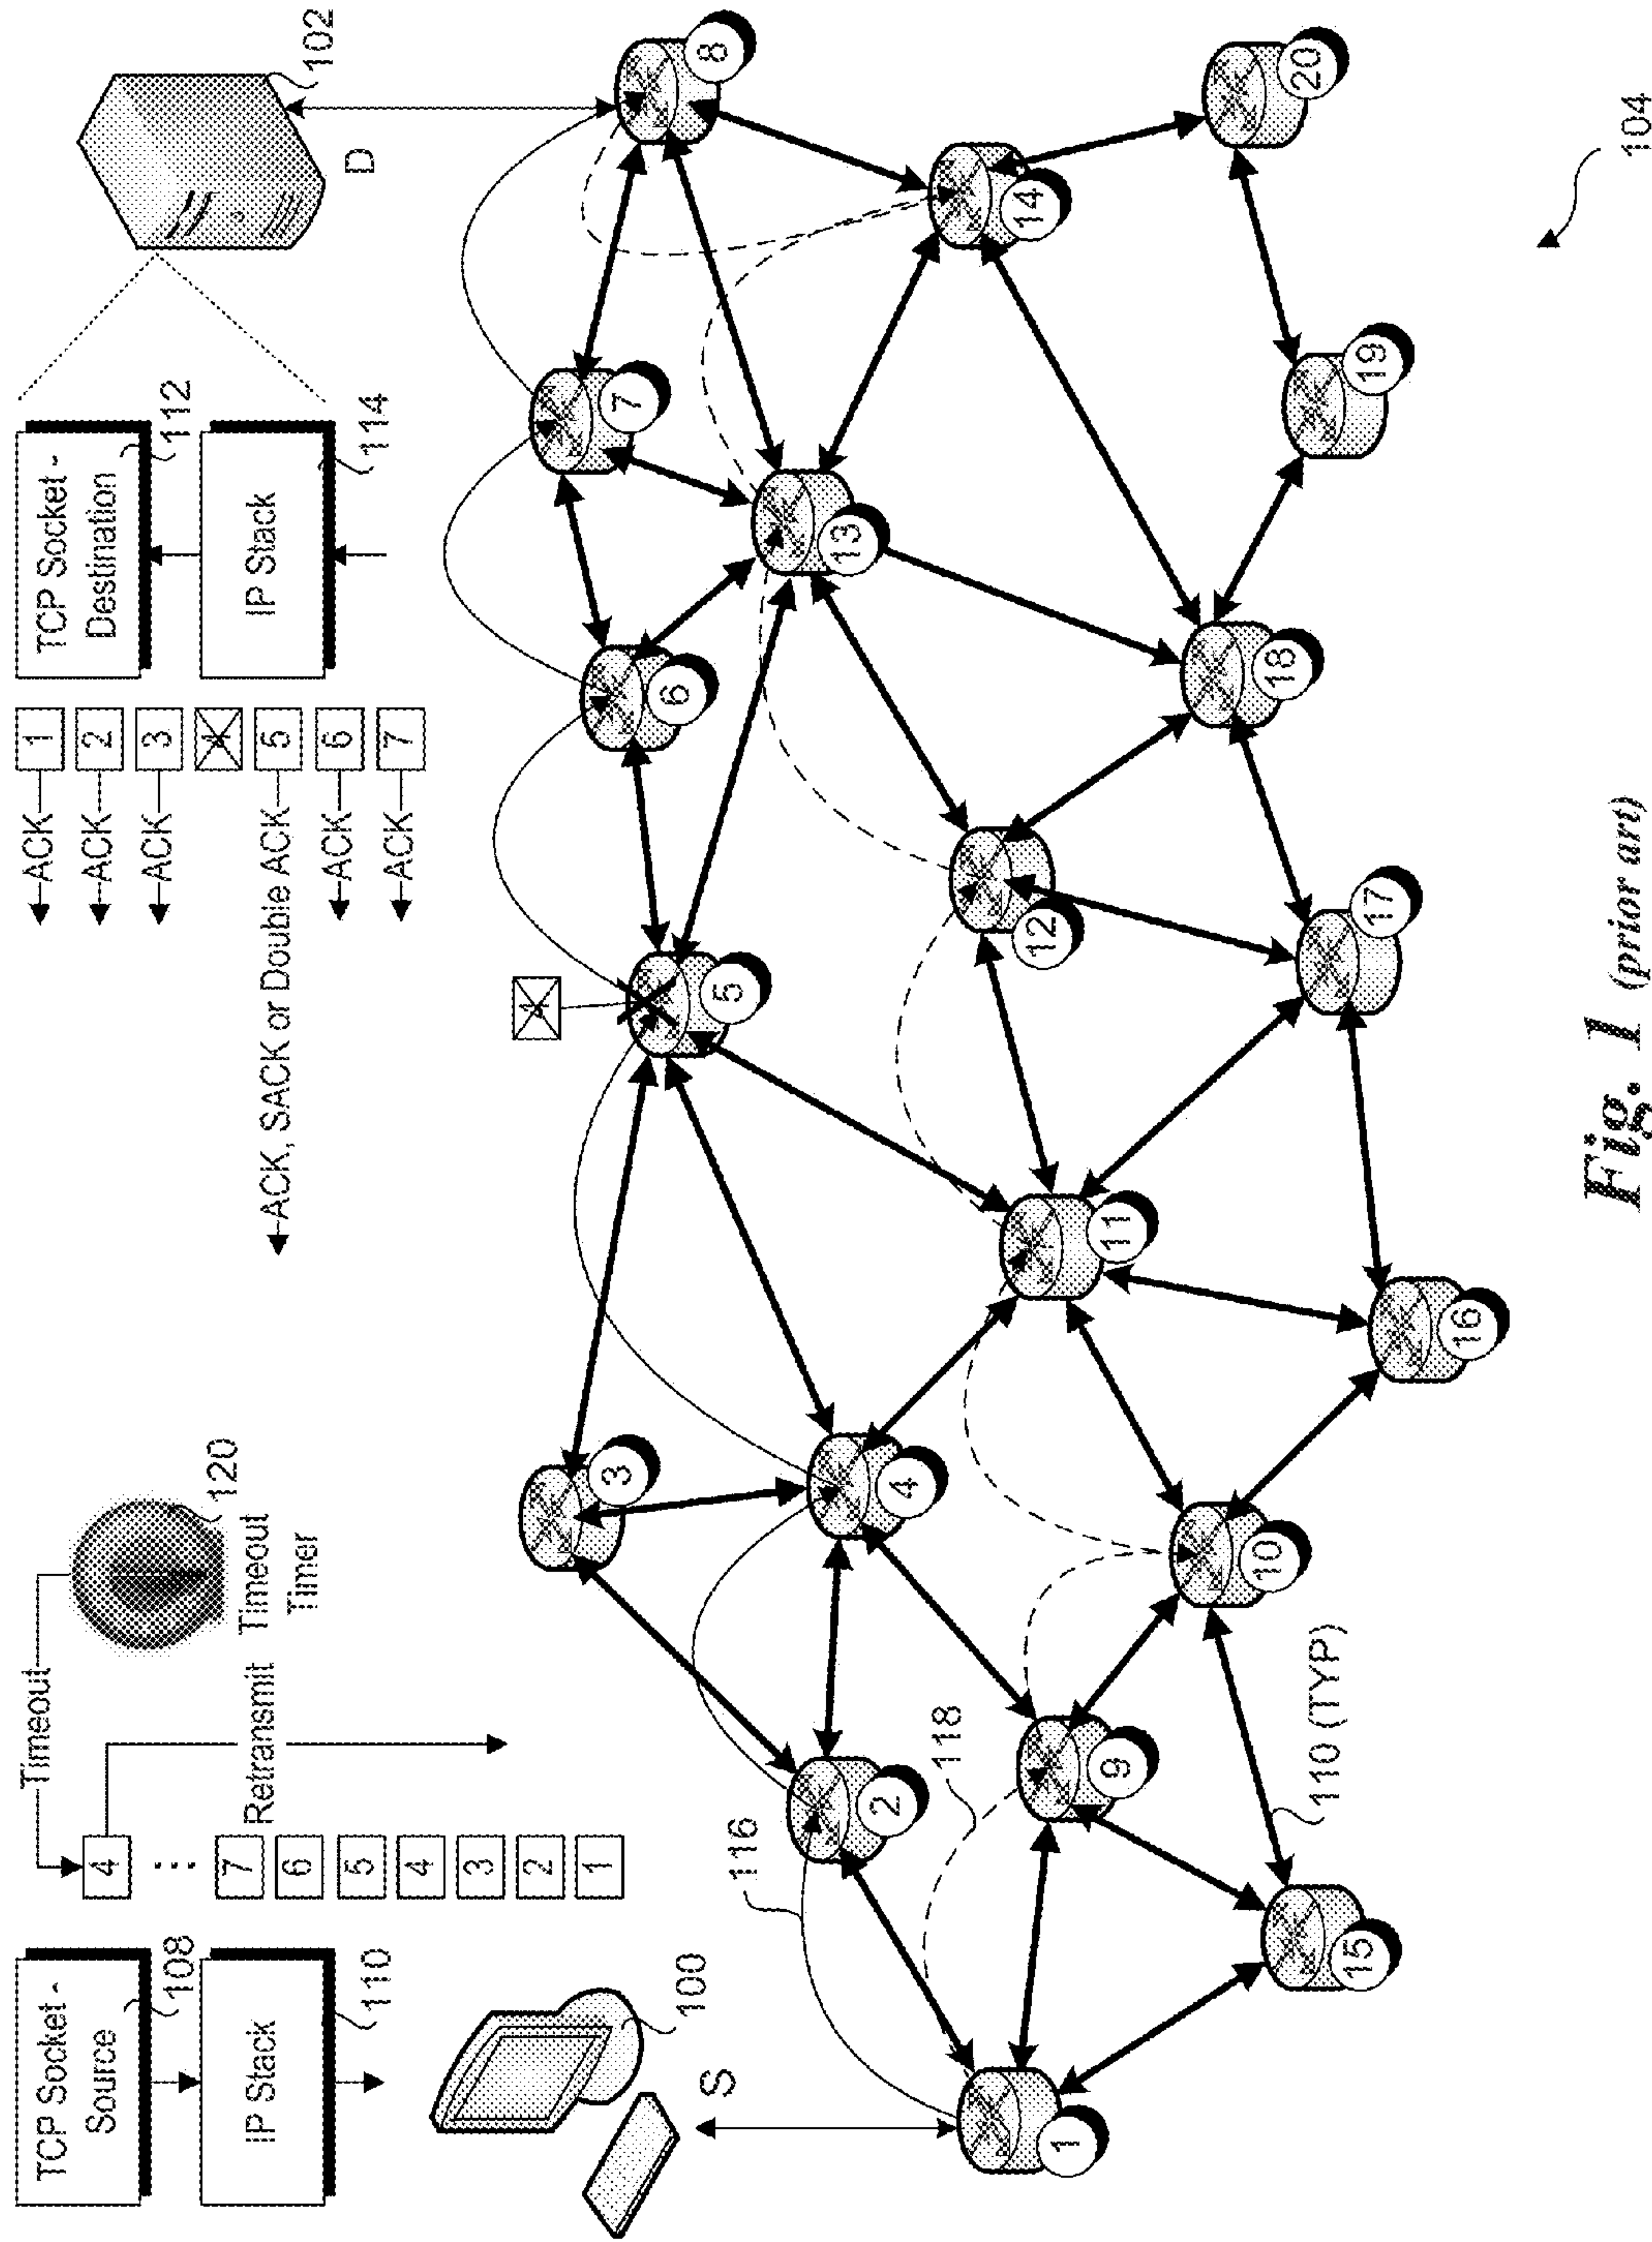 TCP Socket -
Source
108
IP Stack
110
100
S
Timeout
4
⋮
7
6
5
4
3
2
1
Retransmit
120
Timeout
Timer
ACK
1
ACK
2
ACK
3
4
ACK, SACK or Double ACK
5
ACK
6
ACK
7
TCP Socket -
Destination
112
IP Stack
114
102
D
4
116
118
110 (TYP)
1
2
3
4
5
6
7
8
9
10
11
12
13
14
15
16
17
18
19
20
104
Fig. 1 (prior art)